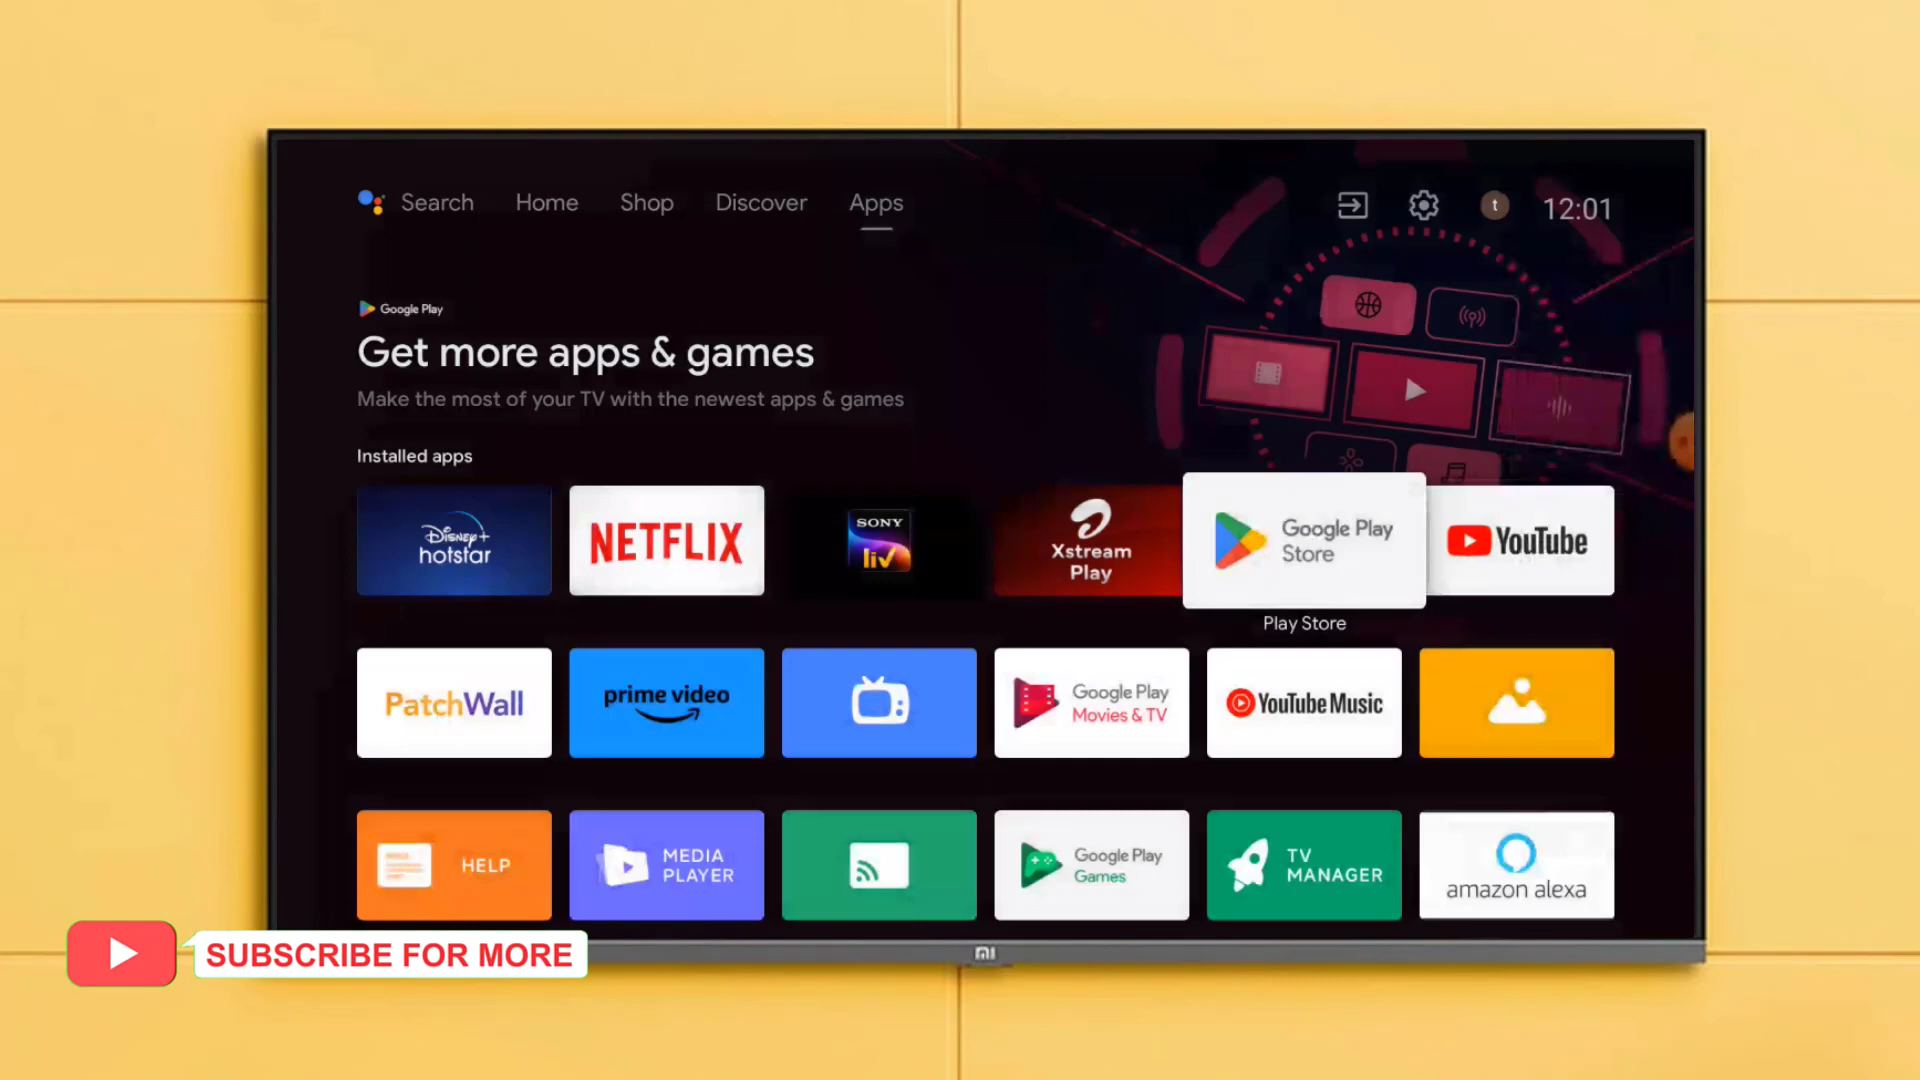 Search Home Shop Discover Apps
t 12:01
Google Play
Get more apps & games
Make the most of your TV with the newest apps & games
Installed apps
Disney+
hotstar
NETFLIX
SONY
liv
Xstream
Play
Google Play
Store
YouTube
Play Store
PatchWall
prime video
Google Play
Movies & TV
YouTube Music
HELP
MEDIA
PLAYER
Google Play
Games
TV
MANAGER
amazon alexa
SUBSCRIBE FOR MORE
mi